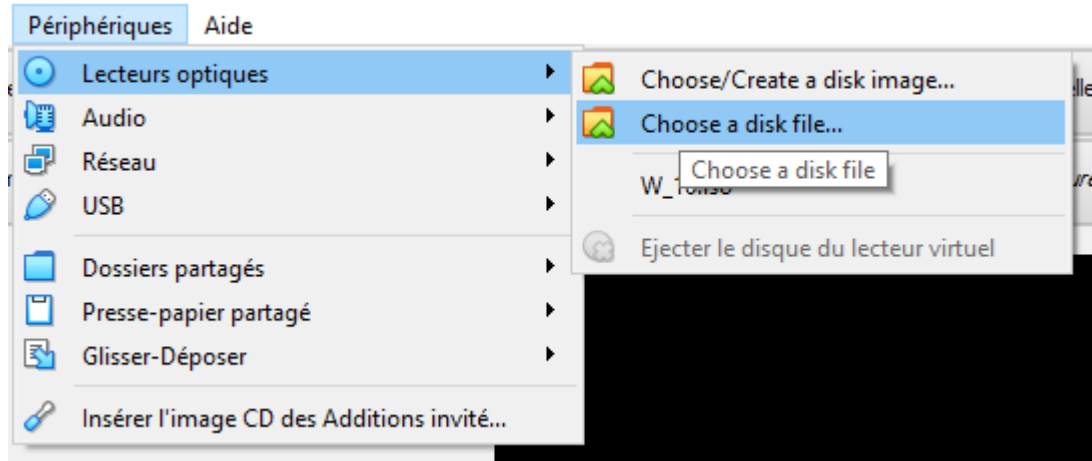 Périphériques Aide
Lecteurs optiques
Audio
Réseau
USB
Dossiers partagés
Presse-papier partagé
Glisser-Déposer
Insérer l'image CD des Additions invité...
Choose/Create a disk image...
Choose a disk file...
Choose a disk file
Ejecter le disque du lecteur virtuel